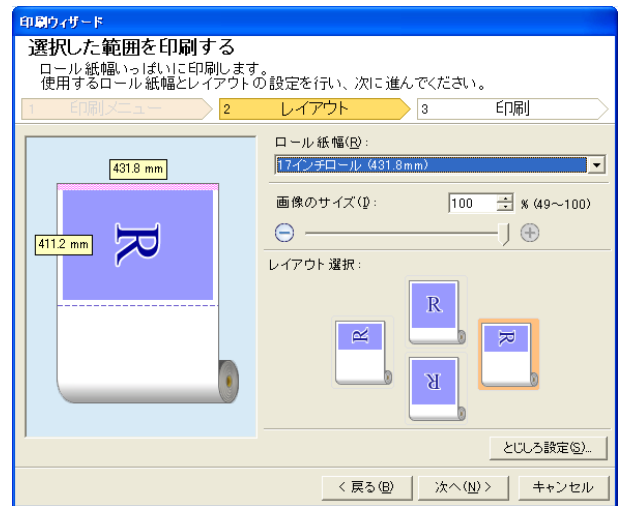 印刷ウィザード
選択した範囲を印刷する
ロール紙幅いっぱいに印刷します。
使用するロール紙幅とレイアウトの設定を行い、次に進んでください。
1 印刷メニュー 2 レイアウト 3 印刷
ロール紙幅(R):
17インチロール (431.8mm)
431.8 mm
画像のサイズ(I): 100 % (49～100)
411.2 mm
R
レイアウト選択:
R
R
R
R
とじしろ設定(S)...
< 戻る(B) 次へ(N) > キャンセル